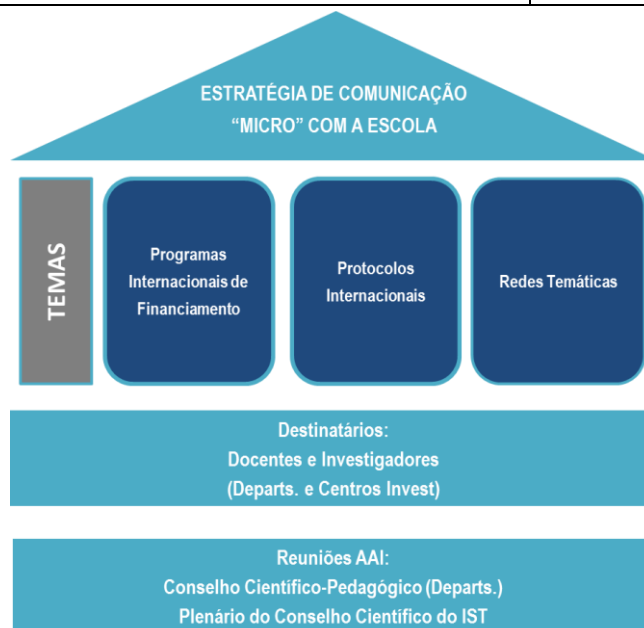 ESTRATÉGIA DE COMUNICAÇÃO
“MICRO” COM A ESCOLA
TEMAS
Programas
Internacionais de
Financiamento
Protocolos
Internacionais
Redes Temáticas
Destinatários:
Docentes e Investigadores
(Departs. e Centros Invest)
Reuniões AAI:
Conselho Científico-Pedagógico (Departs.)
Plenário do Conselho Científico do IST